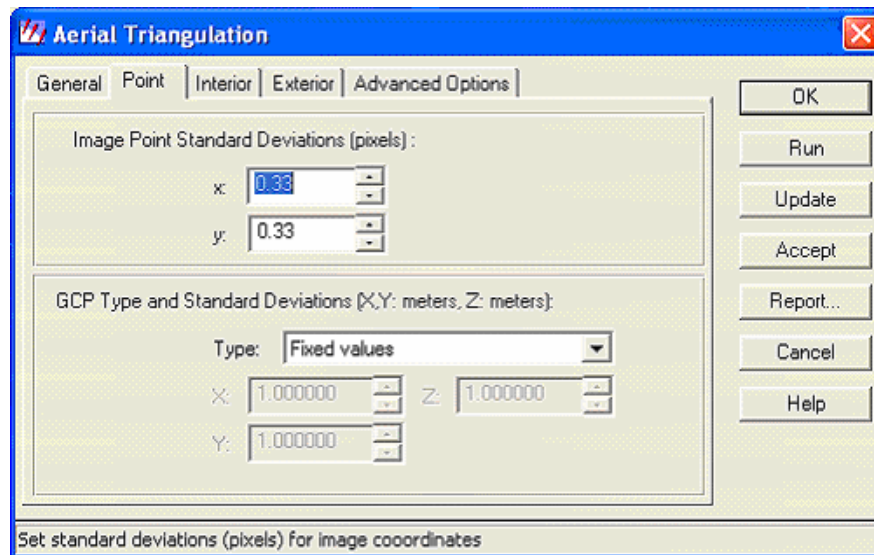 Aerial Triangulation
General Point Interior Exterior Advanced Options
Image Point Standard Deviations (pixels) :
x: 0.33
y: 0.33
GCP Type and Standard Deviations (X,Y: meters, Z: meters):
Type: Fixed values
X: 1.000000 Z: 1.000000
Y: 1.000000
OK
Run
Update
Accept
Report...
Cancel
Help
Set standard deviations (pixels) for image cooordinates